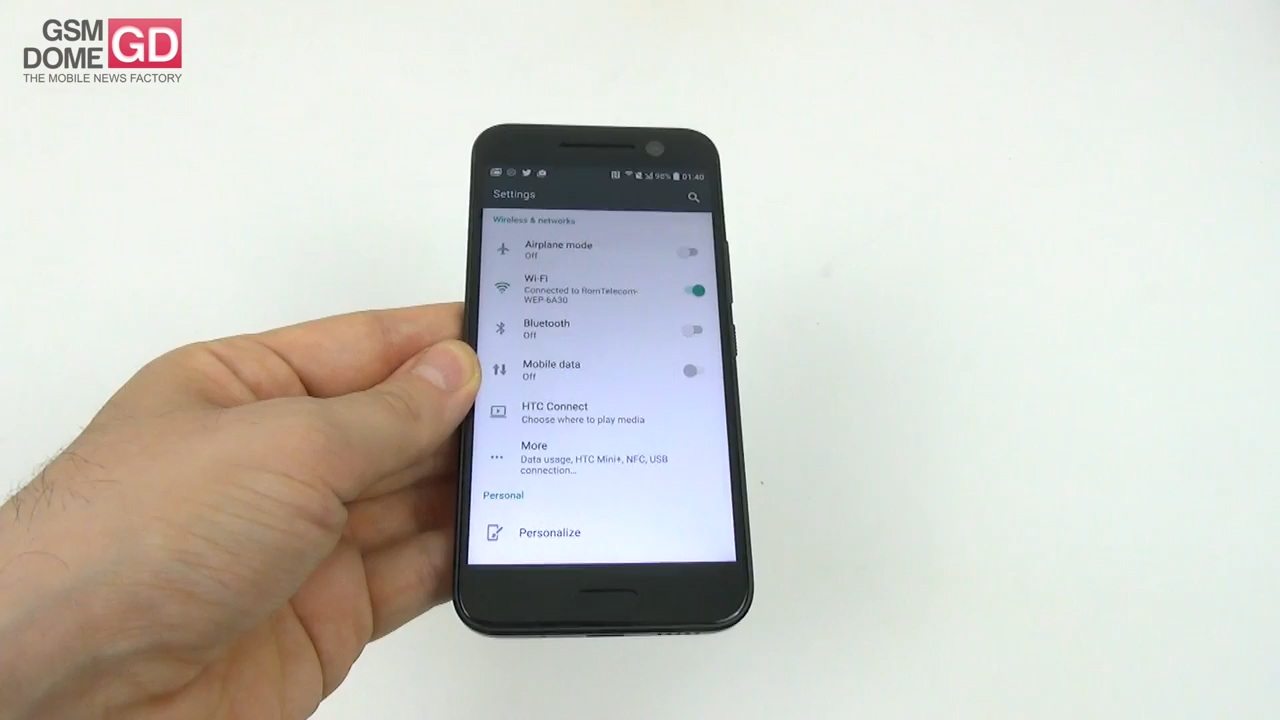 GSM
DOME
GD
THE MOBILE NEWS FACTORY
98% 01:40
Settings
Wireless & networks
Airplane mode
Off
Wi-Fi
Connected to RomTelecom-
WEP-6A30
Bluetooth
Off
Mobile data
Off
HTC Connect
Choose where to play media
More
Data usage, HTC Mini+, NFC, USB
connection...
Personal
Personalize